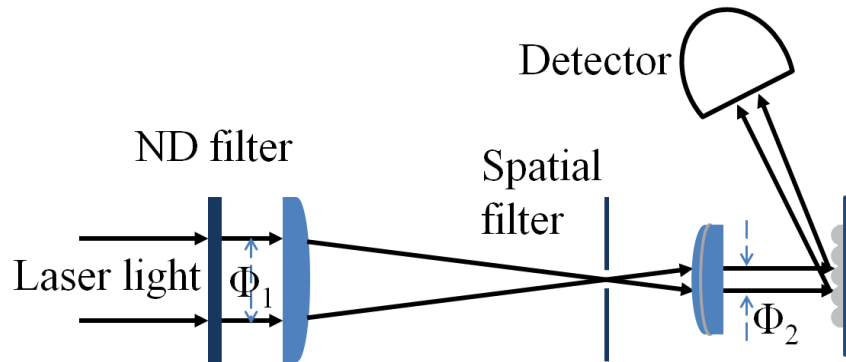 Detector
ND filter
Spatial
filter
Laser light
Φ1
Φ2